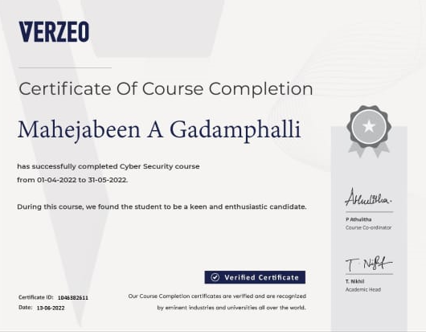 VERZEO
Certificate Of Course Completion
Mahejabeen A Gadamphalli
has successfully completed Cyber Security course
from 01-04-2022 to 31-05-2022.
During this course, we found the student to be a keen and enthusiastic candidate.
P Athulitha
Course Co-ordinator
T. Nikhil
Academic Head
Verified Certificate
Certificate ID: 1046382611
Date: 13-06-2022
Our Course Completion certificates are verified and are recognized
by eminent industries and universities all over the world.